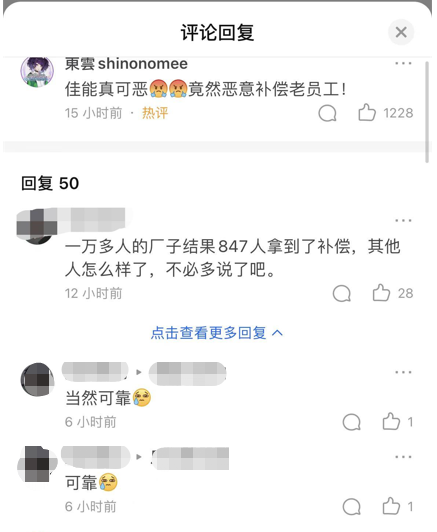 评论回复
東雲shinonomee
佳能真可恶😡😡竟然恶意补偿老员工！
15 小时前 · 热评
1228
回复 50
一万多人的厂子结果847人拿到了补偿，其他
人怎么样了，不必多说了吧。
12 小时前
28
点击查看更多回复
当然可靠😢
6 小时前
1
可靠😢
6 小时前
1